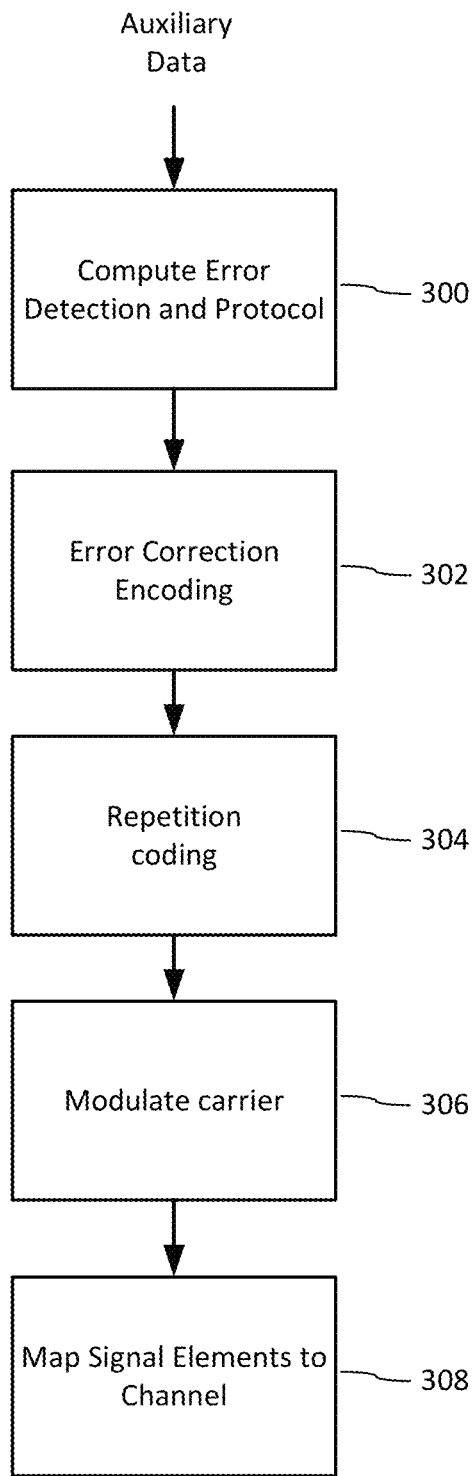 Auxiliary
Data
Compute Error
Detection and Protocol
300
Error Correction
Encoding
302
Repetition
coding
304
Modulate carrier
306
Map Signal Elements to
Channel
308